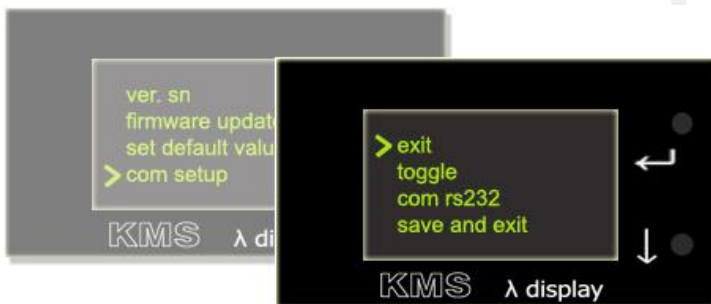 ver. sn
firmware updat
set default valu
com setup
KMS λ di
exit
toggle
com rs232
save and exit
KMS λ display